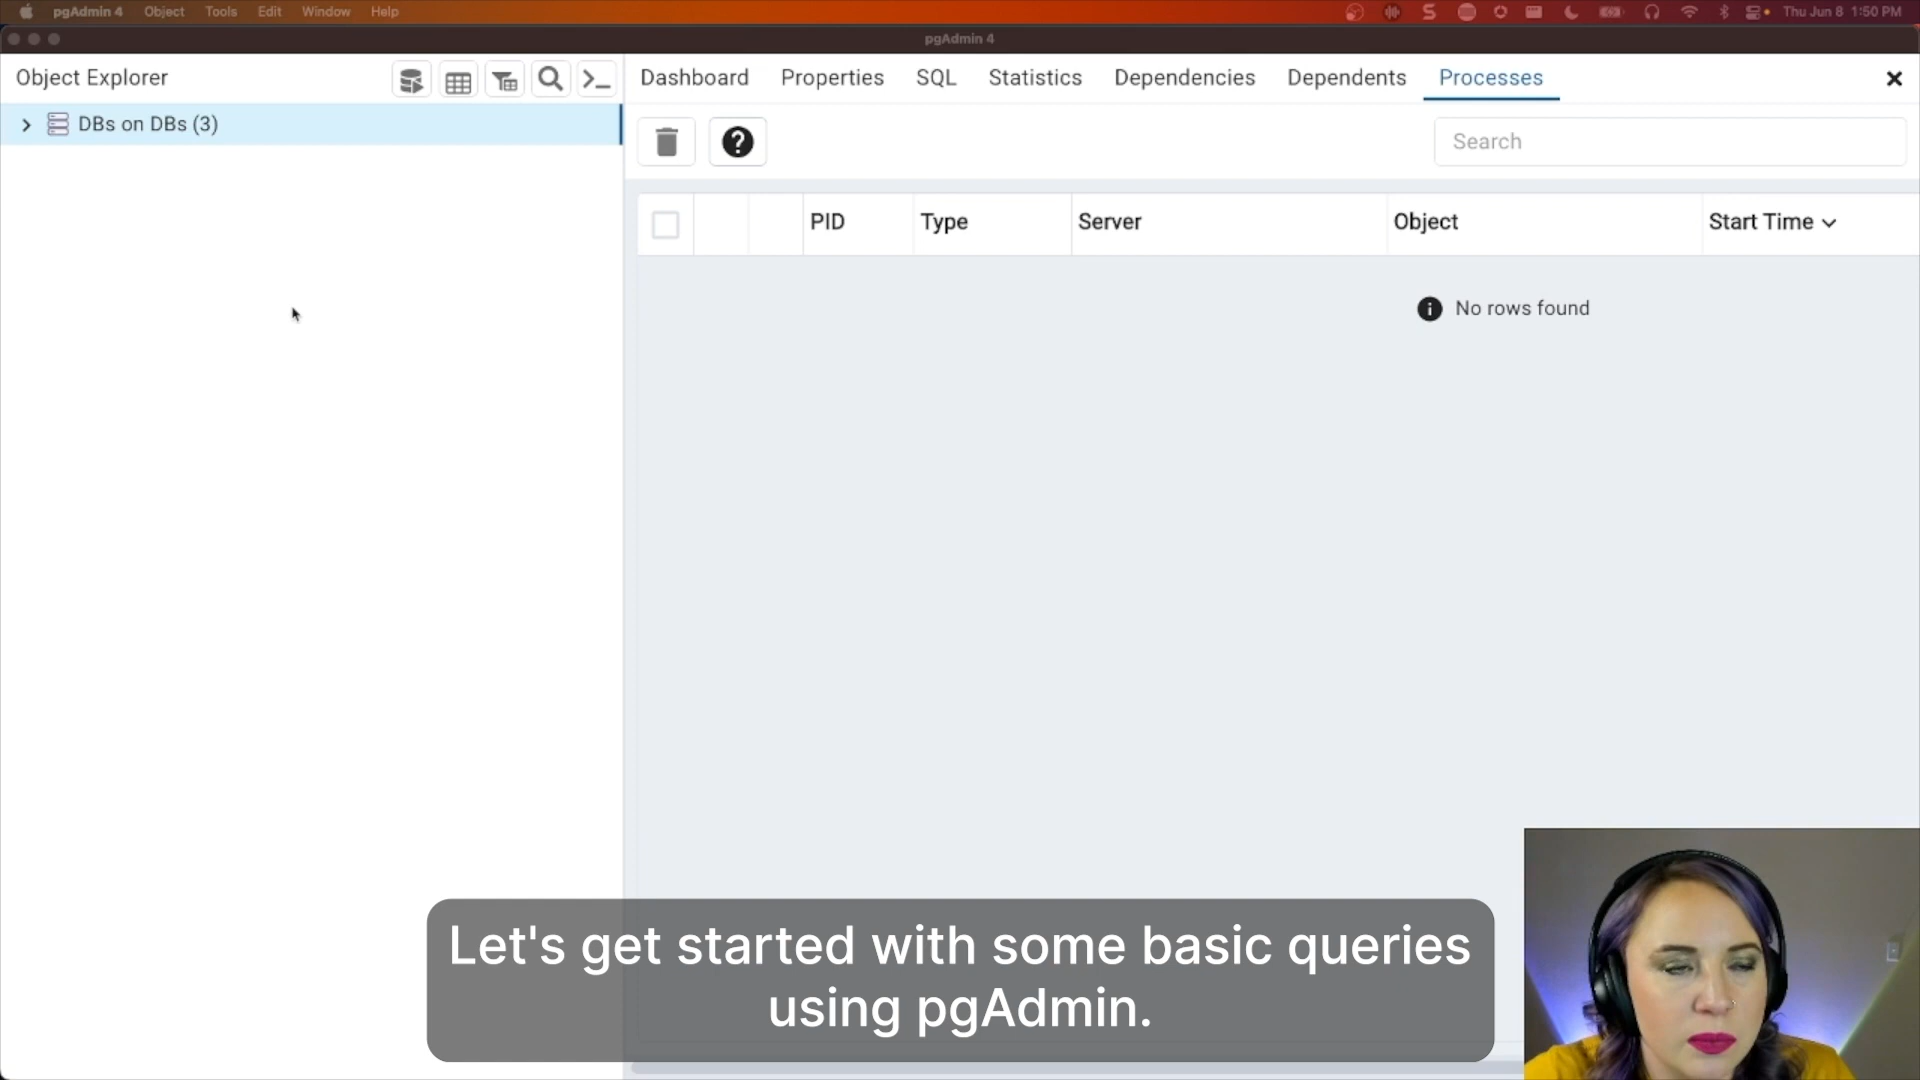 pgAdmin 4 Object Tools Edit Window Help Thu Jun 8 1:50 PM
pgAdmin 4
Object Explorer
Dashboard Properties SQL Statistics Dependencies Dependents Processes
DBs on DBs (3)
Search
PID Type Server Object Start Time
No rows found
Let's get started with some basic queries
using pgAdmin.